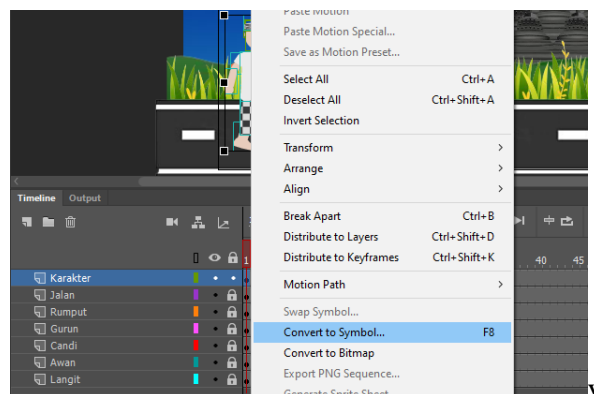 Paste Motion
Paste Motion Special...
Save as Motion Preset...
Select All Ctrl+A
Deselect All Ctrl+Shift+A
Invert Selection
Transform
Arrange
Align
Timeline Output
Break Apart Ctrl+B
Distribute to Layers Ctrl+Shift+D
Distribute to Keyframes Ctrl+Shift+K
1 40 45
Karakter
Motion Path
Jalan
Rumput
Swap Symbol...
Gurun
Convert to Symbol... F8
Candi
Convert to Bitmap
Awan
Export PNG Sequence...
Langit
Generate Sprite Sheet